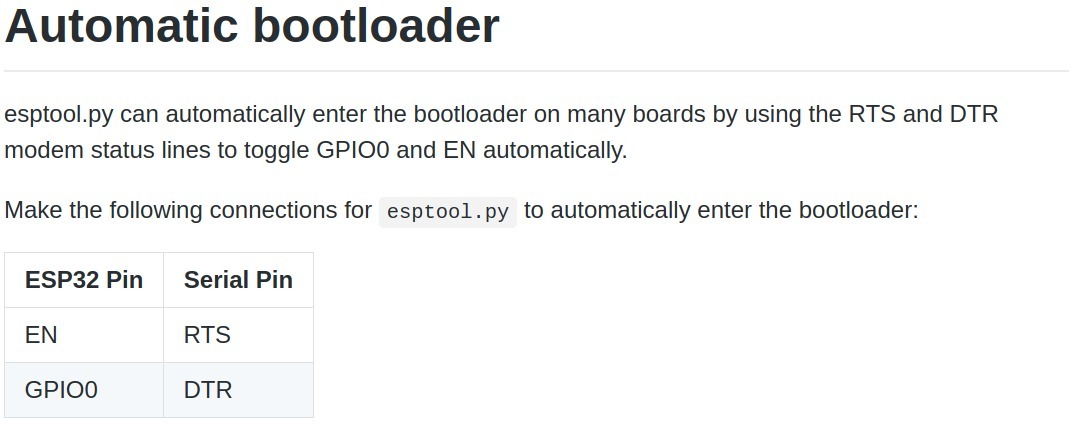 Automatic bootloader
esptool.py can automatically enter the bootloader on many boards by using the RTS and DTR
modem status lines to toggle GPIO0 and EN automatically.
Make the following connections for esptool.py to automatically enter the bootloader:
ESP32 Pin Serial Pin
EN RTS
GPIO0 DTR